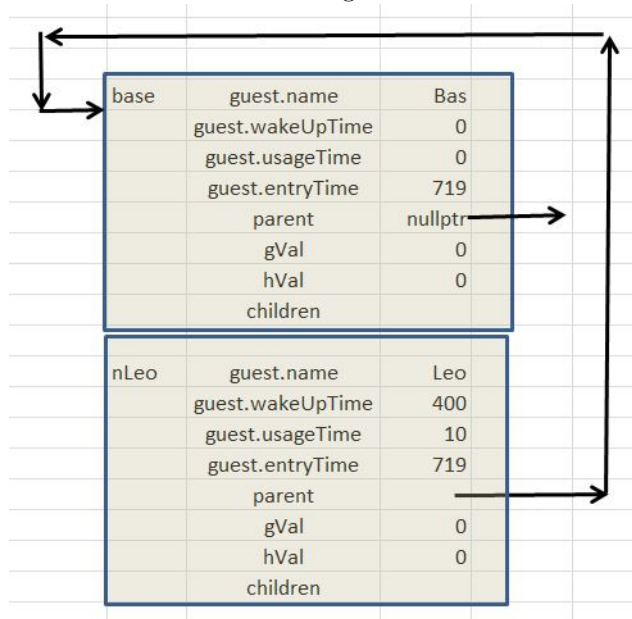 base guest.name Bas
guest.wakeUpTime 0
guest.usageTime 0
guest.entryTime 719
parent nullptr
gVal 0
hVal 0
children
nLeo guest.name Leo
guest.wakeUpTime 400
guest.usageTime 10
guest.entryTime 719
parent
gVal 0
hVal 0
children